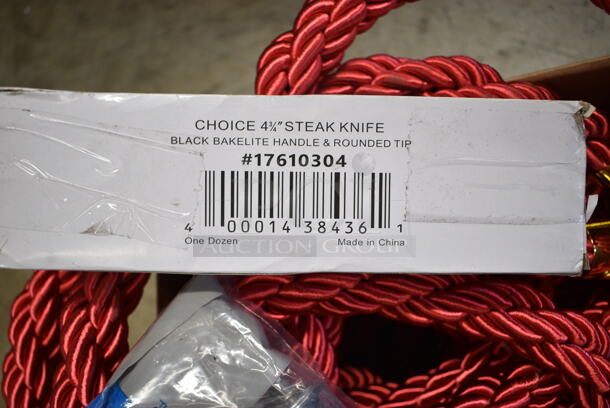 CHOICE 4¾" STEAK KNIFE
BLACK BAKELITE HANDLE & ROUNDED TIP
#17610304
4 00014 38436 1
One Dozen Made in China
AUCTION GROUP